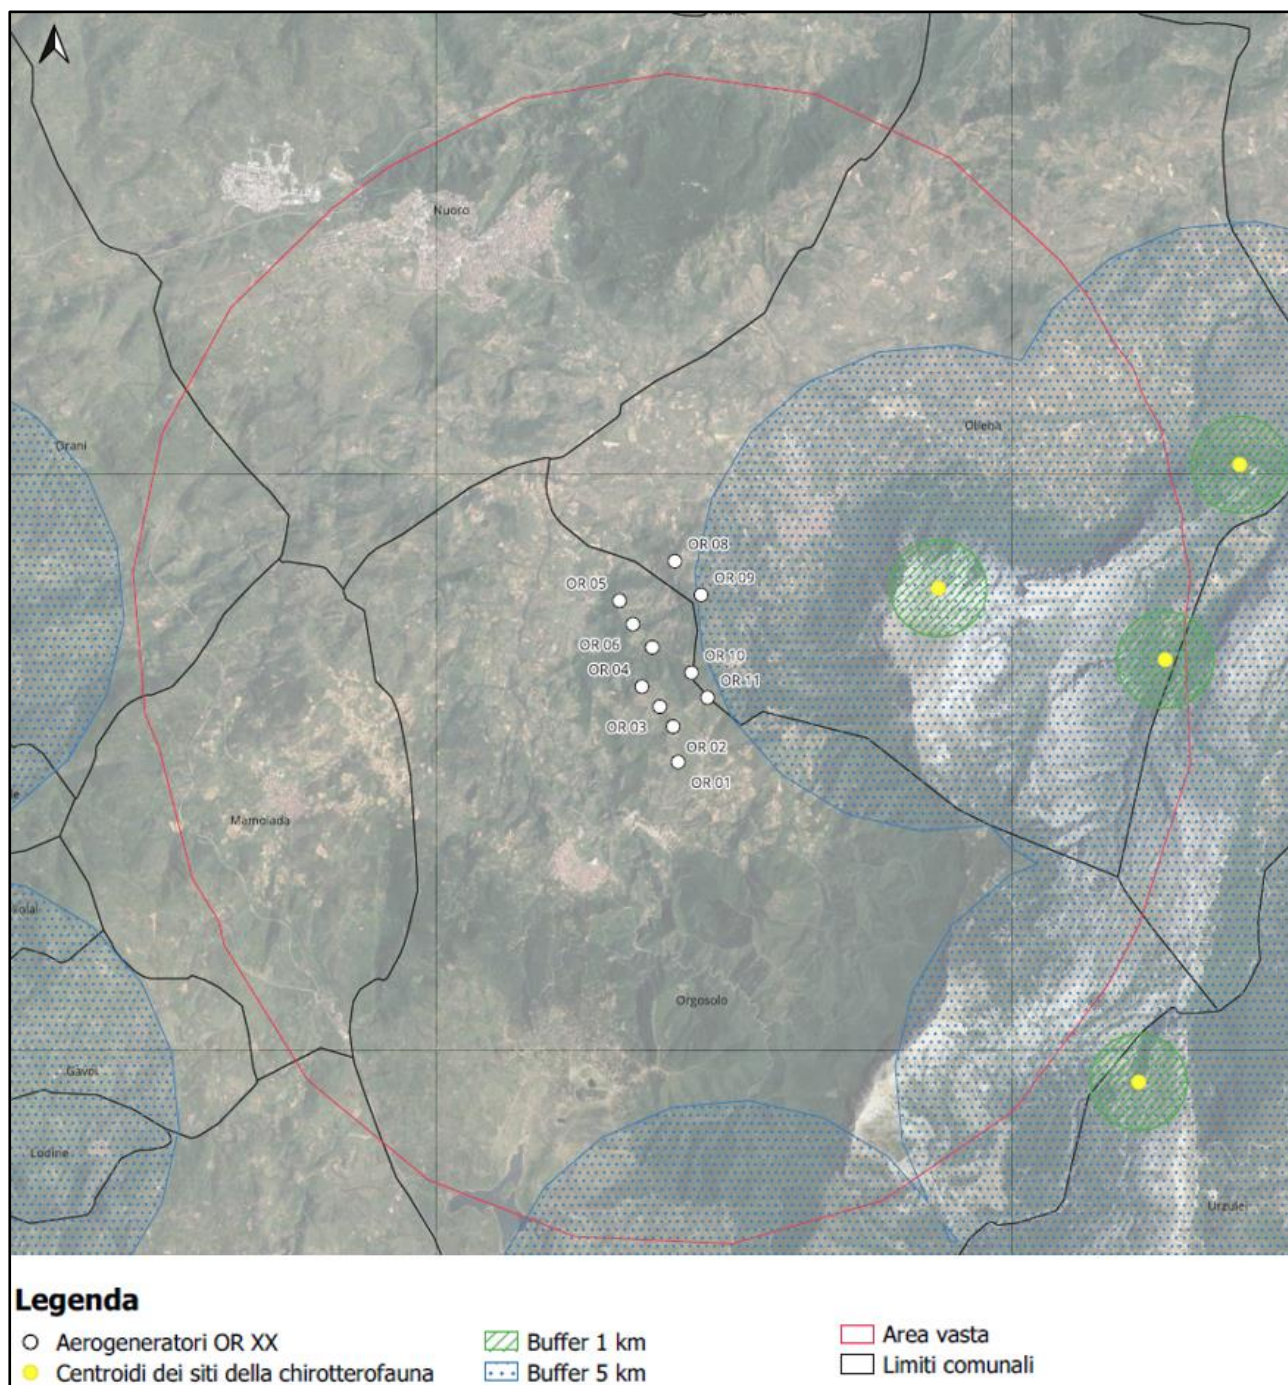 Nuoro
Orani
Oliena
OR 08
OR 05
OR 09
OR 06
OR 10
OR 04
OR 11
OR 03
OR 02
OR 01
Mamoiada
Orgosolo
Gavoi
Lodine
Urzulei
Legenda
Aerogeneratori OR XX
Centroidi dei siti della chirotterofauna
Buffer 1 km
Buffer 5 km
Area vasta
Limiti comunali